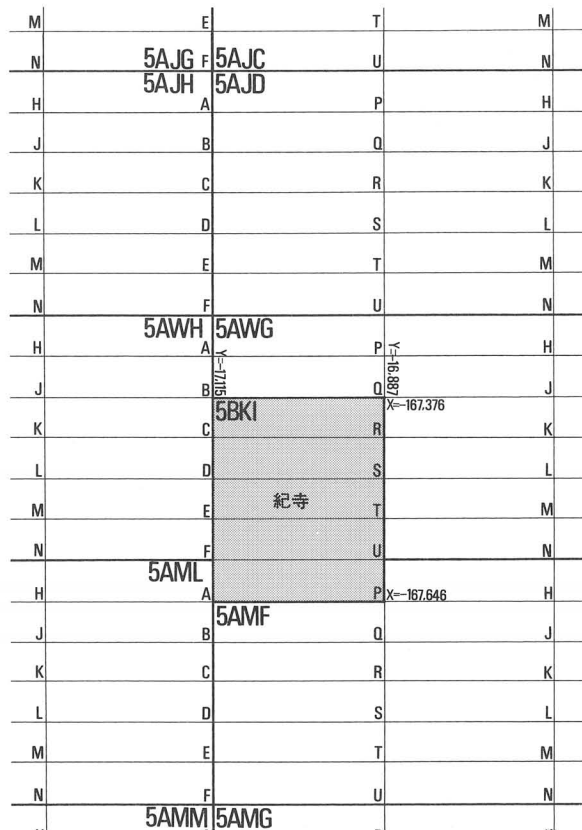 M E T M
N 5AJG F 5AJC U N
5AJH 5AJD
H A P H
J B Q J
K C R K
L D S L
M E T M
N F U N
5AWH 5AWG
H A P H
Y=-17.115 Y=-16.887
J B Q J
5BKI X=-167.376
K C R K
L D S L
紀寺
M E T M
N F U N
5AML
H A P X=-167.646 H
5AMF
J B Q J
K C R K
L D S L
M E T M
N F U N
5AMM 5AMG